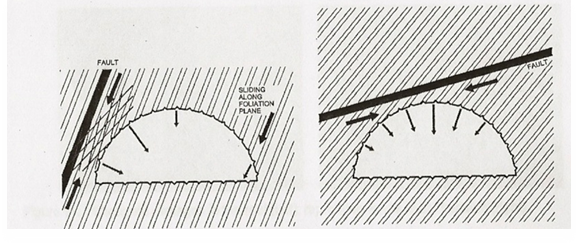 FAULT
SLIDING
ALONG
FOLIATION
PLANE
FAULT